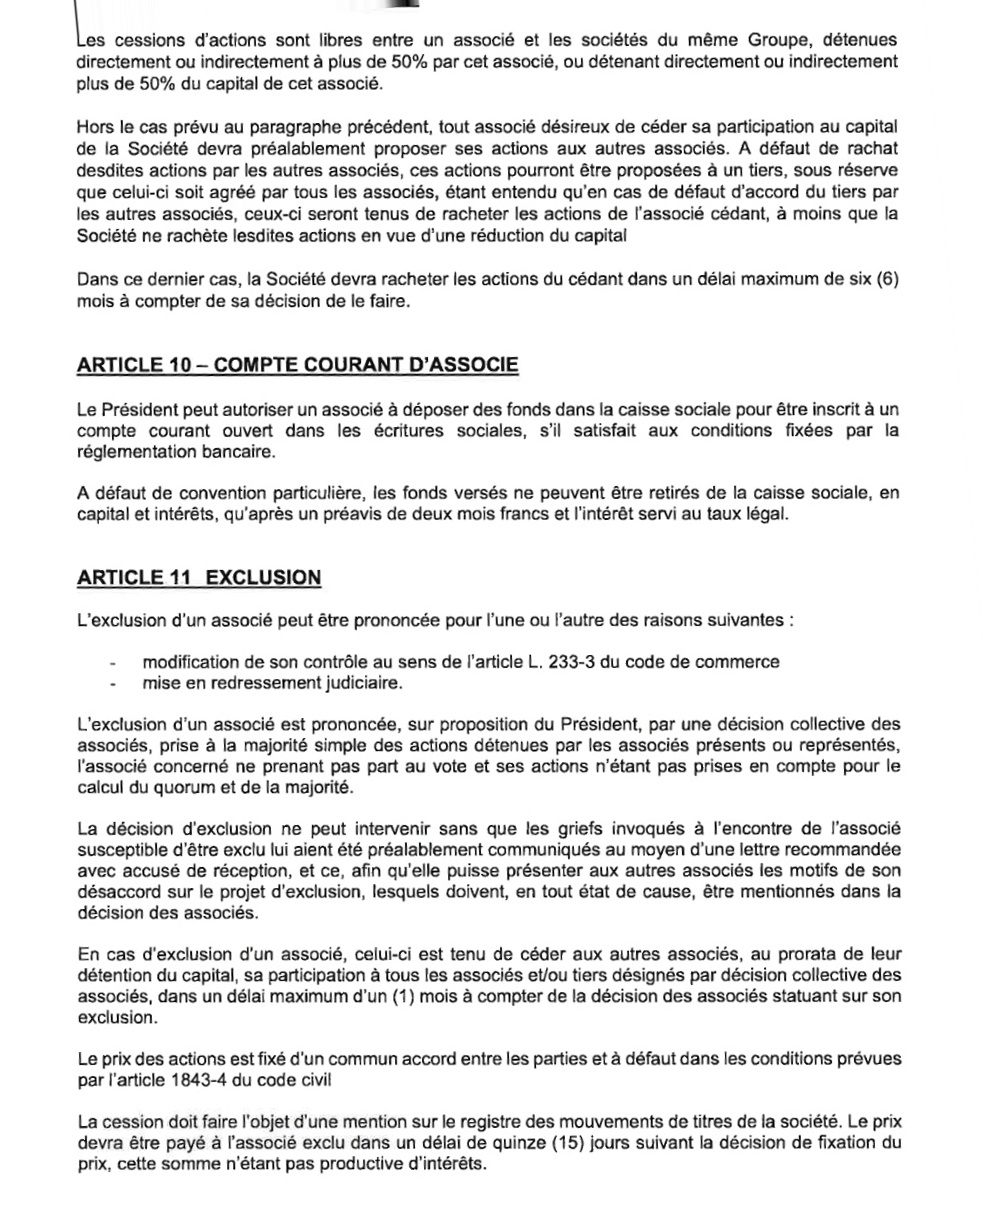 Les cessions d'actions sont libres entre un associé et les sociétés du même Groupe, détenues
directement ou indirectement à plus de 50% par cet associé, ou détenant directement ou indirectement
plus de 50% du capital de cet associé.
Hors le cas prévu au paragraphe précédent, tout associé désireux de céder sa participation au capital
de la Société devra préalablement proposer ses actions aux autres associés. A défaut de rachat
desdites actions par les autres associés, ces actions pourront être proposées à un tiers, sous réserve
que celui-ci soit agréé par tous les associés, étant entendu qu'en cas de défaut d'accord du tiers par
les autres associés, ceux-ci seront tenus de racheter les actions de l'associé cédant, à moins que la
Société ne rachète lesdites actions en vue d'une réduction du capital
Dans ce dernier cas, la Société devra racheter les actions du cédant dans un délai maximum de six (6)
mois à compter de sa décision de le faire.
ARTICLE 10 – COMPTE COURANT D'ASSOCIE
Le Président peut autoriser un associé à déposer des fonds dans la caisse sociale pour être inscrit à un
compte courant ouvert dans les écritures sociales, s'il satisfait aux conditions fixées par la
réglementation bancaire.
A défaut de convention particulière, les fonds versés ne peuvent être retirés de la caisse sociale, en
capital et intérêts, qu'après un préavis de deux mois francs et l'intérêt servi au taux légal.
ARTICLE 11 EXCLUSION
L'exclusion d'un associé peut être prononcée pour l'une ou l'autre des raisons suivantes :
- modification de son contrôle au sens de l'article L. 233-3 du code de commerce
- mise en redressement judiciaire.
L'exclusion d'un associé est prononcée, sur proposition du Président, par une décision collective des
associés, prise à la majorité simple des actions détenues par les associés présents ou représentés,
l'associé concerné ne prenant pas part au vote et ses actions n'étant pas prises en compte pour le
calcul du quorum et de la majorité.
La décision d'exclusion ne peut intervenir sans que les griefs invoqués à l'encontre de l'associé
susceptible d'être exclu lui aient été préalablement communiqués au moyen d'une lettre recommandée
avec accusé de réception, et ce, afin qu'elle puisse présenter aux autres associés les motifs de son
désaccord sur le projet d'exclusion, lesquels doivent, en tout état de cause, être mentionnés dans la
décision des associés.
En cas d'exclusion d'un associé, celui-ci est tenu de céder aux autres associés, au prorata de leur
détention du capital, sa participation à tous les associés et/ou tiers désignés par décision collective des
associés, dans un délai maximum d'un (1) mois à compter de la décision des associés statuant sur son
exclusion.
Le prix des actions est fixé d'un commun accord entre les parties et à défaut dans les conditions prévues
par l'article 1843-4 du code civil
La cession doit faire l'objet d'une mention sur le registre des mouvements de titres de la société. Le prix
devra être payé à l'associé exclu dans un délai de quinze (15) jours suivant la décision de fixation du
prix, cette somme n'étant pas productive d'intérêts.